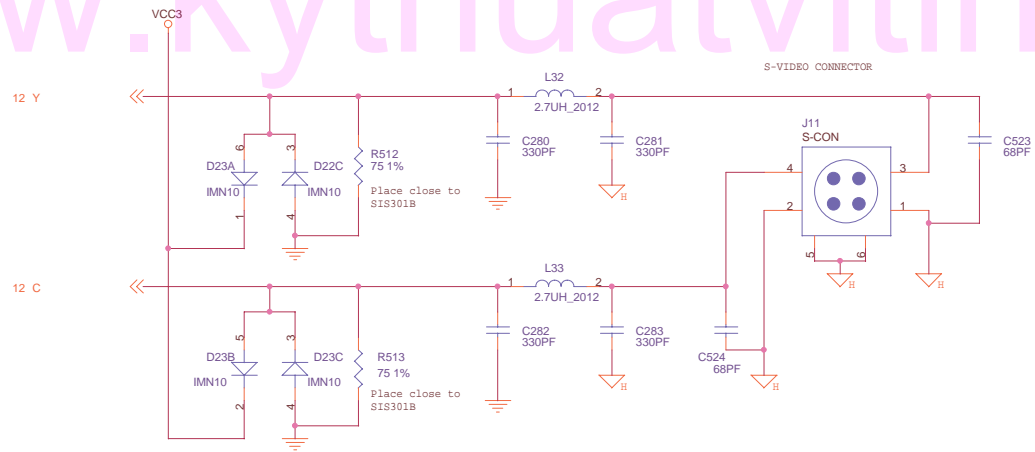 w.kythuatvitin
VCC3
S-VIDEO CONNECTOR
12 Y
1
L32
2
2.7UH_2012
J11
S-CON
C280
330PF
C281
330PF
C523
68PF
6
D23A
IMN10
1
3
D22C
IMN10
4
R512
75 1%
Place close to
SIS301B
4
3
2
1
5
6
H
H
H
12 C
1
L33
2
2.7UH_2012
C282
330PF
C283
330PF
C524
68PF
5
D23B
IMN10
2
3
D23C
IMN10
4
R513
75 1%
Place close to
SIS301B
H
H